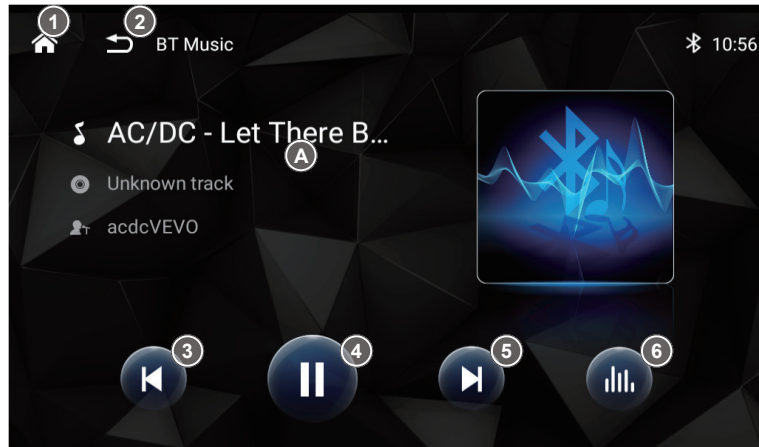 1 2
BT Music 10:56
AC/DC - Let There B...
A
Unknown track
acdcVEVO
3 4 5 6